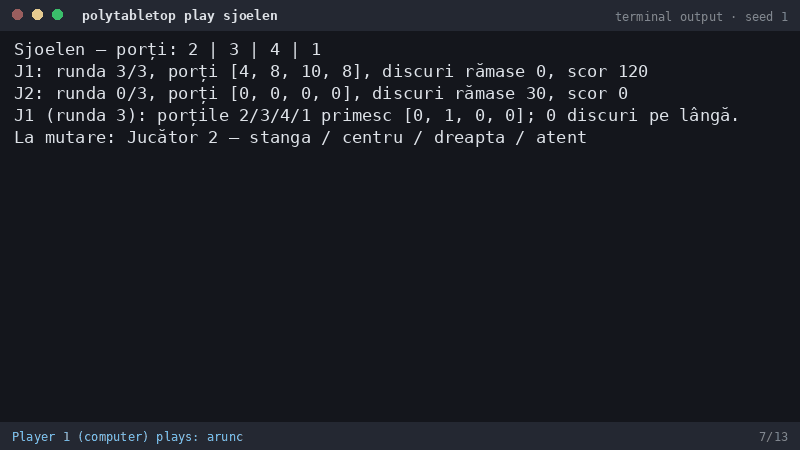 polytabletop play sjoelen
terminal output · seed 1
Sjoelen — porți: 2 | 3 | 4 | 1
J1: runda 3/3, porți [4, 8, 10, 8], discuri rămase 0, scor 120
J2: runda 0/3, porți [0, 0, 0, 0], discuri rămase 30, scor 0
J1 (runda 3): porțile 2/3/4/1 primesc [0, 1, 0, 0]; 0 discuri pe lângă.
La mutare: Jucător 2 — stanga / centru / dreapta / atent
Player 1 (computer) plays: arunc
7/13